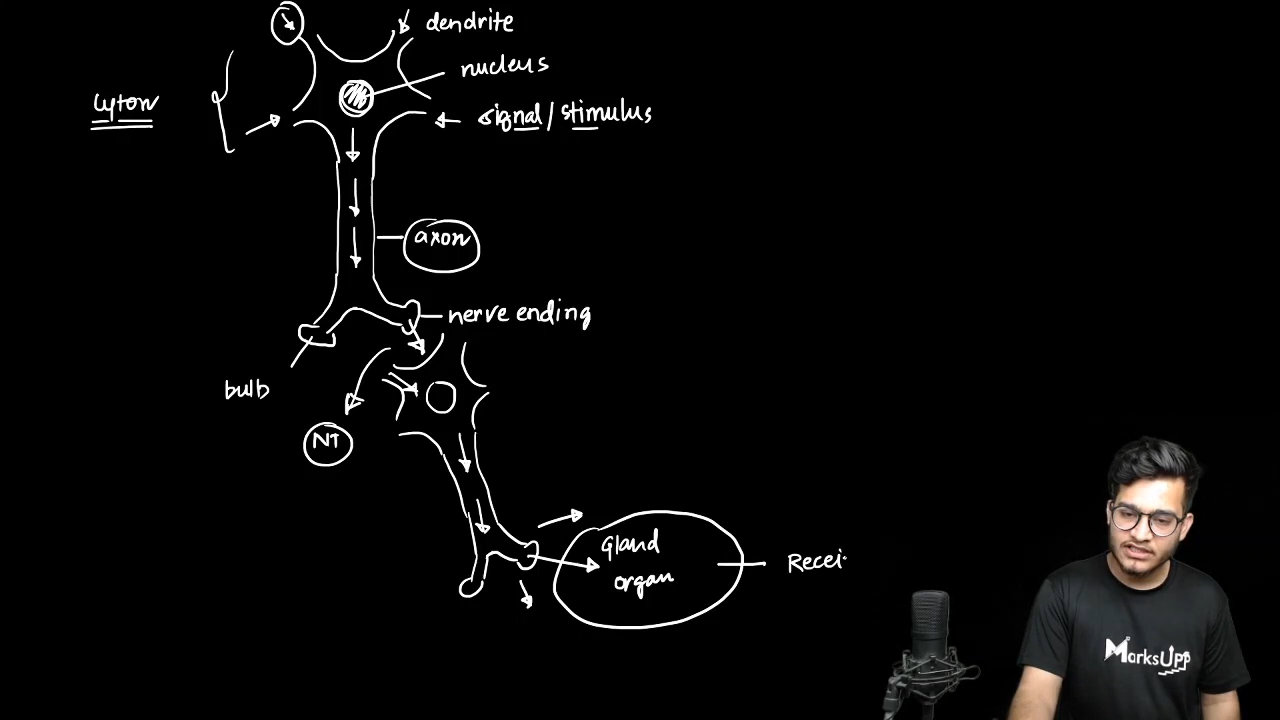 dendrite
nucleus
Cyton
signal/stimulus
axon
nerve ending
bulb
NT
Gland
organ
Recei
MarksUPP